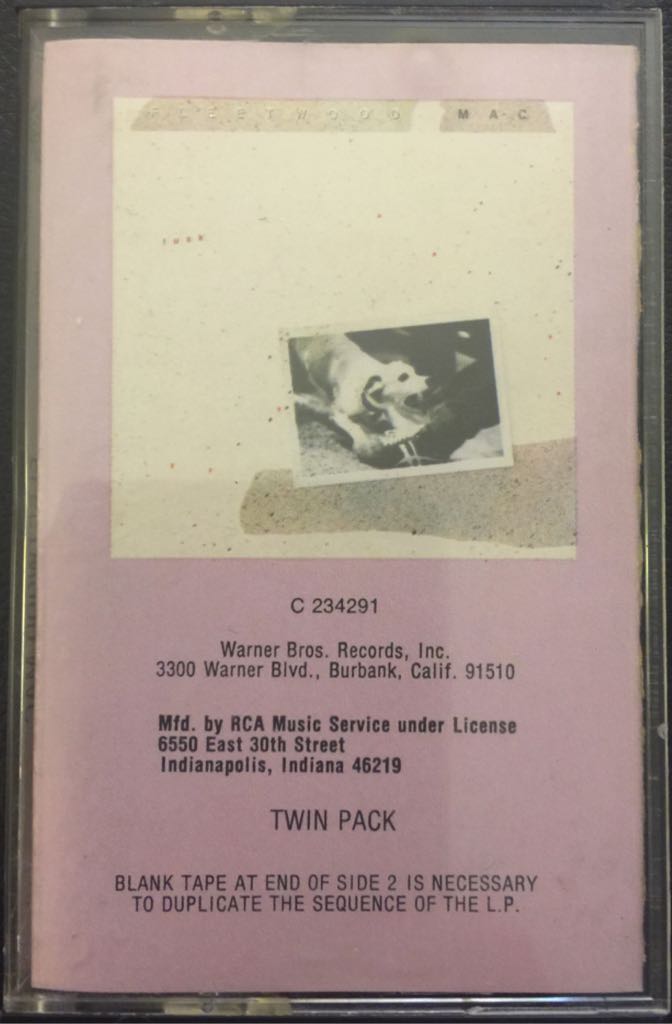 FLEETWOOD MAC
Tusk
C 234291
Warner Bros. Records, Inc.
3300 Warner Blvd., Burbank, Calif. 91510
Mfd. by RCA Music Service under License
6550 East 30th Street
Indianapolis, Indiana 46219
TWIN PACK
BLANK TAPE AT END OF SIDE 2 IS NECESSARY
TO DUPLICATE THE SEQUENCE OF THE L.P.